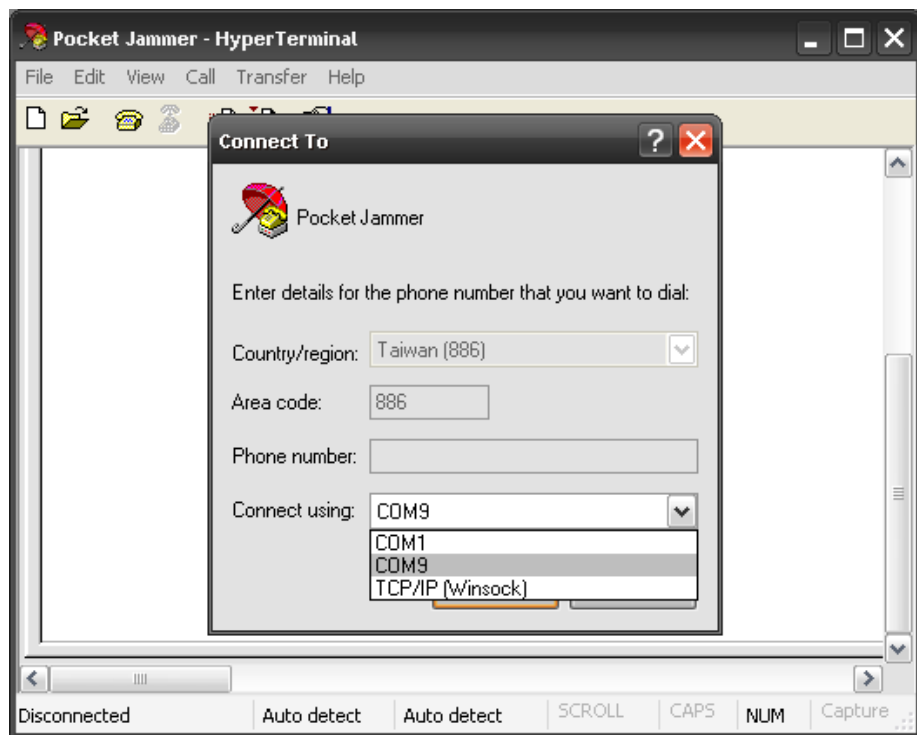 Pocket Jammer - HyperTerminal
File Edit View Call Transfer Help
Connect To
?
Pocket Jammer
Enter details for the phone number that you want to dial:
Country/region: Taiwan (886)
Area code: 886
Phone number:
Connect using: COM9
COM1
COM9
TCP/IP (Winsock)
Disconnected Auto detect Auto detect SCROLL CAPS NUM Capture